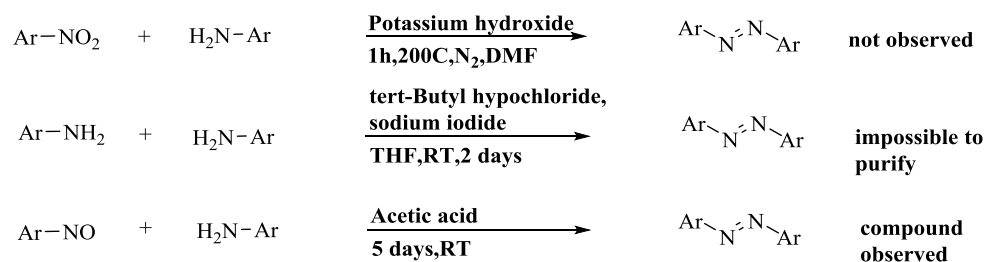 Ar−NO2 + H2N−Ar Potassium hydroxide Ar N N Ar not observed
1h,200C,N2,DMF
tert-Butyl hypochloride,
sodium iodide
Ar−NH2 + H2N−Ar Ar N N Ar impossible to
THF,RT,2 days purify
Acetic acid
Ar−NO + H2N−Ar Ar N N Ar compound
5 days,RT observed